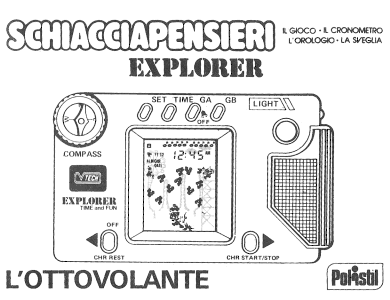 SCHIACCIAPENSIERI
IL GIOCO - IL CRONOMETRO
L'OROLOGIO - LA SVEGLIA
EXPLORER
SET TIME GA GB
OFF
LIGHT
COMPASS
12:45
VTECH
EXPLORER
TIME and FUN
OFF
CHR REST
CHR START/STOP
L'OTTOVOLANTE
Polistil